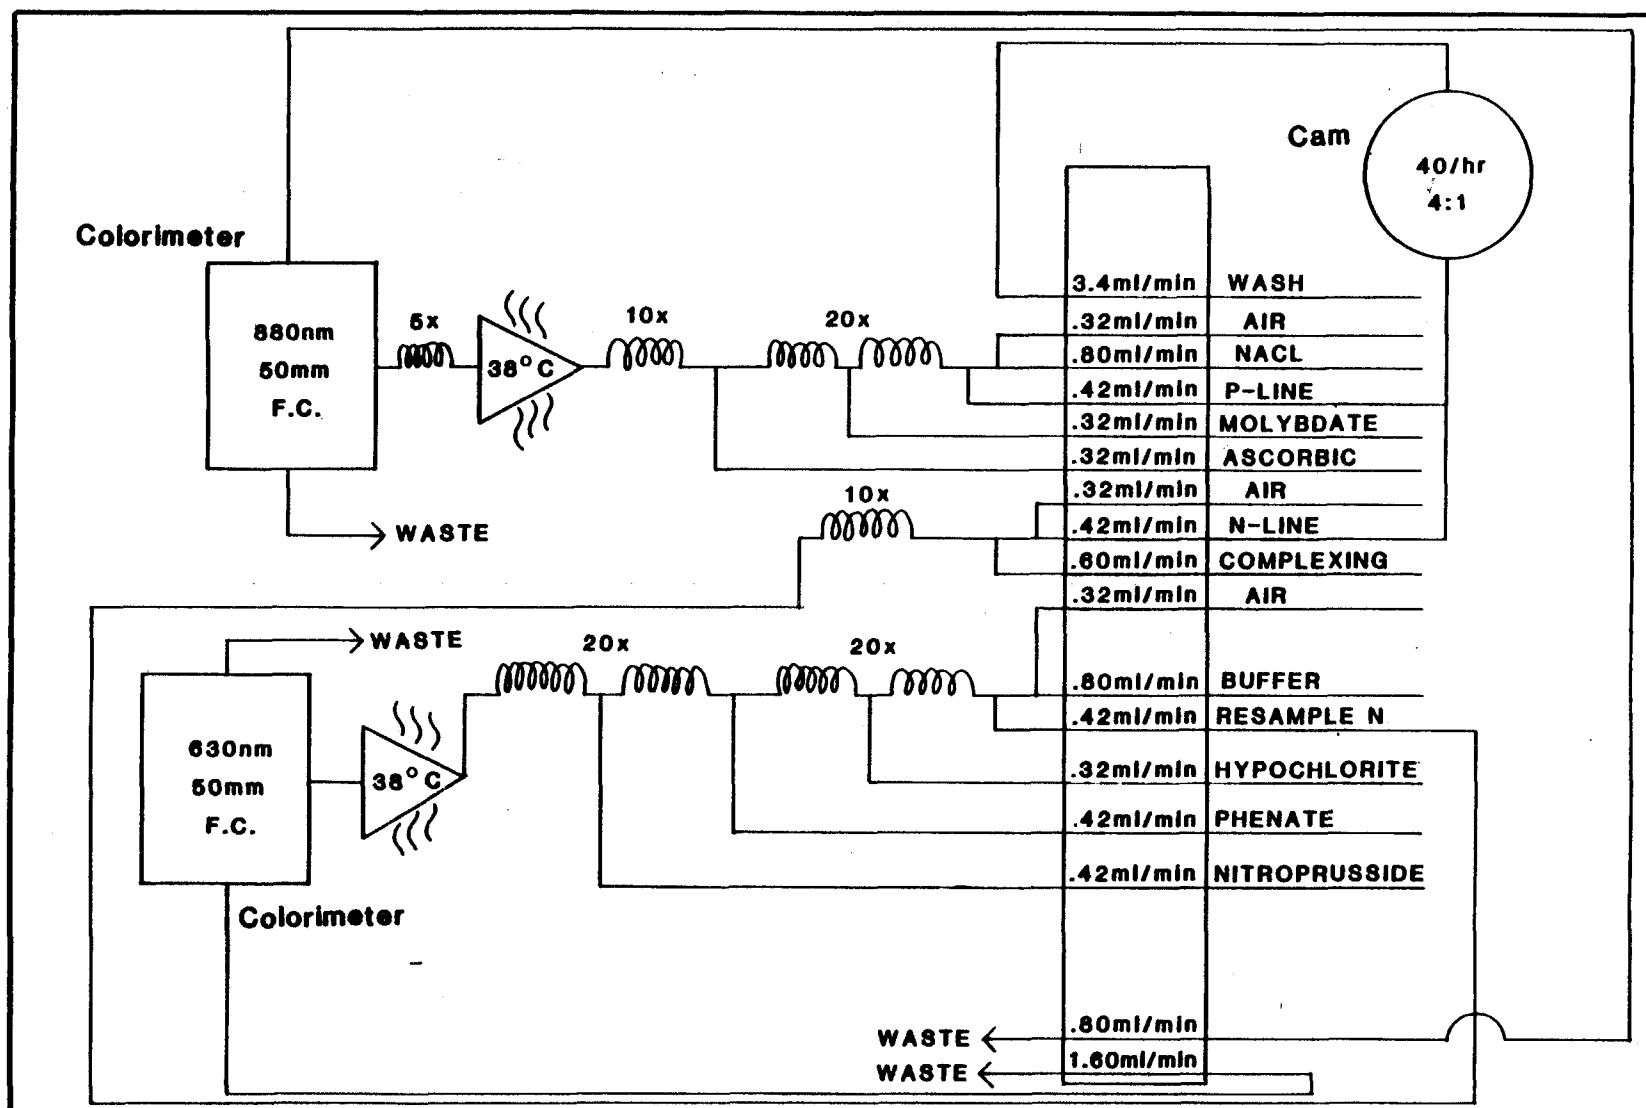 Cam
40/hr
4:1
Colorimeter
880nm
50mm
F.C.
5x
38° C
10x
20x
3.4ml/min WASH
.32ml/min AIR
.80ml/min NACL
.42ml/min P-LINE
.32ml/min MOLYBDATE
.32ml/min ASCORBIC
.32ml/min AIR
10x
.42ml/min N-LINE
WASTE
.60ml/min COMPLEXING
.32ml/min AIR
WASTE
20x
20x
.80ml/min BUFFER
.42ml/min RESAMPLE N
630nm
50mm
F.C.
38° C
.32ml/min HYPOCHLORITE
.42ml/min PHENATE
.42ml/min NITROPRUSSIDE
Colorimeter
WASTE .80ml/min
WASTE 1.60ml/min